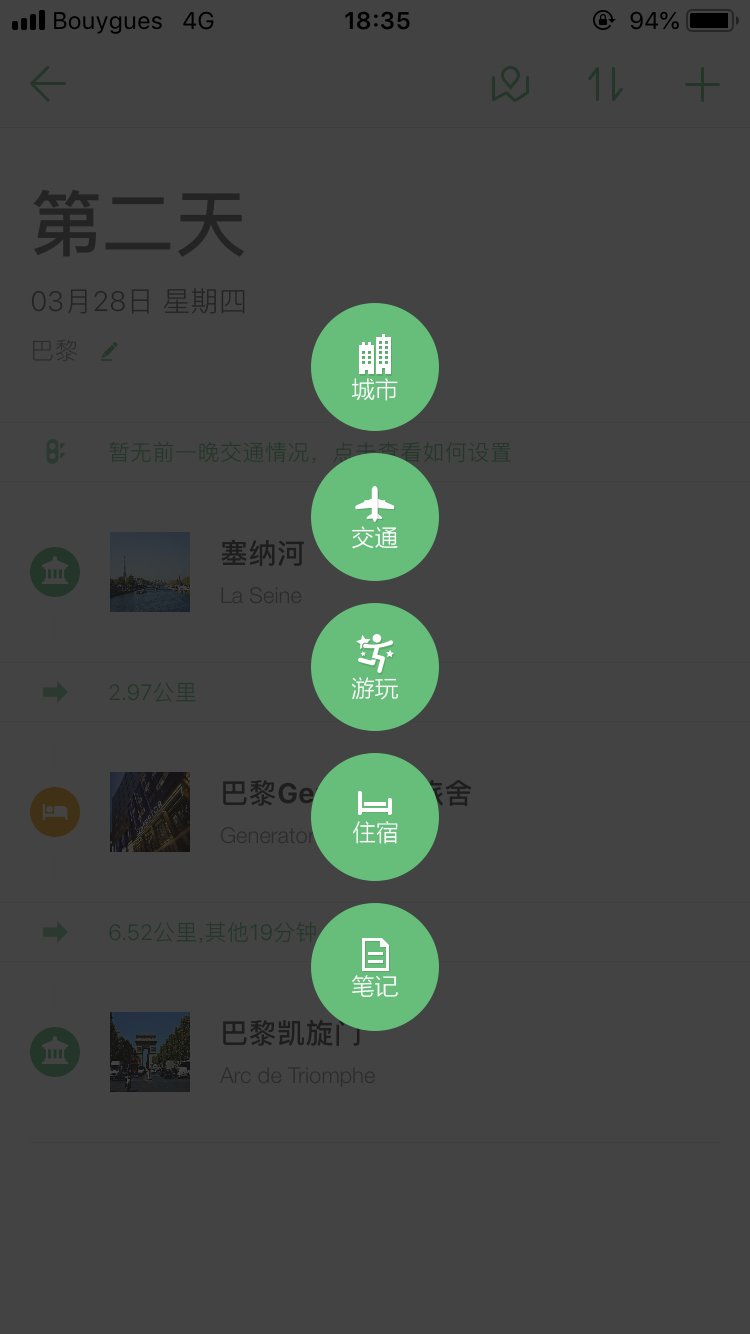 Bouygues 4G 18:35 94%
第二天
03月28日 星期四
巴黎
城市
暂无前一晚交通情况，点击查看如何设置
交通
塞纳河
La Seine
游玩
2.97公里
巴黎Ge 旅舍
Generator
住宿
6.52公里,其他19分钟
笔记
巴黎凯旋门
Arc de Triomphe